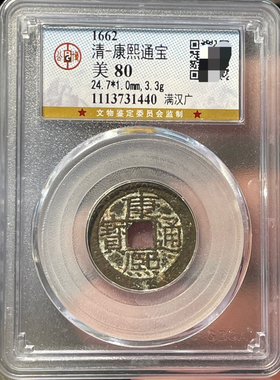 1662
清-康熙通宝
美 80
24.7*1.0mm, 3.3g
1113731440 满汉广
★ 文物鉴定委员会监制 ★
康熙通寶